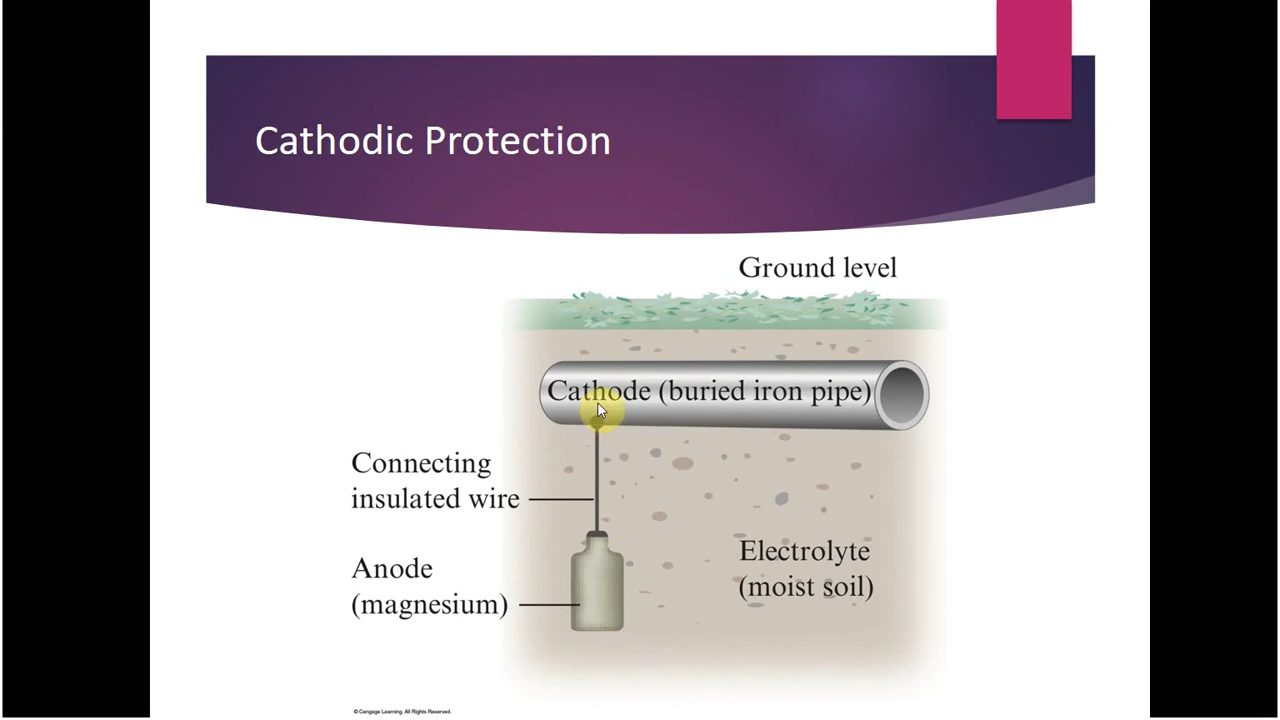 Cathodic Protection
Ground level
Cathode (buried iron pipe)
Connecting
insulated wire
Anode
(magnesium)
Electrolyte
(moist soil)
© Cengage Learning. All Rights Reserved.